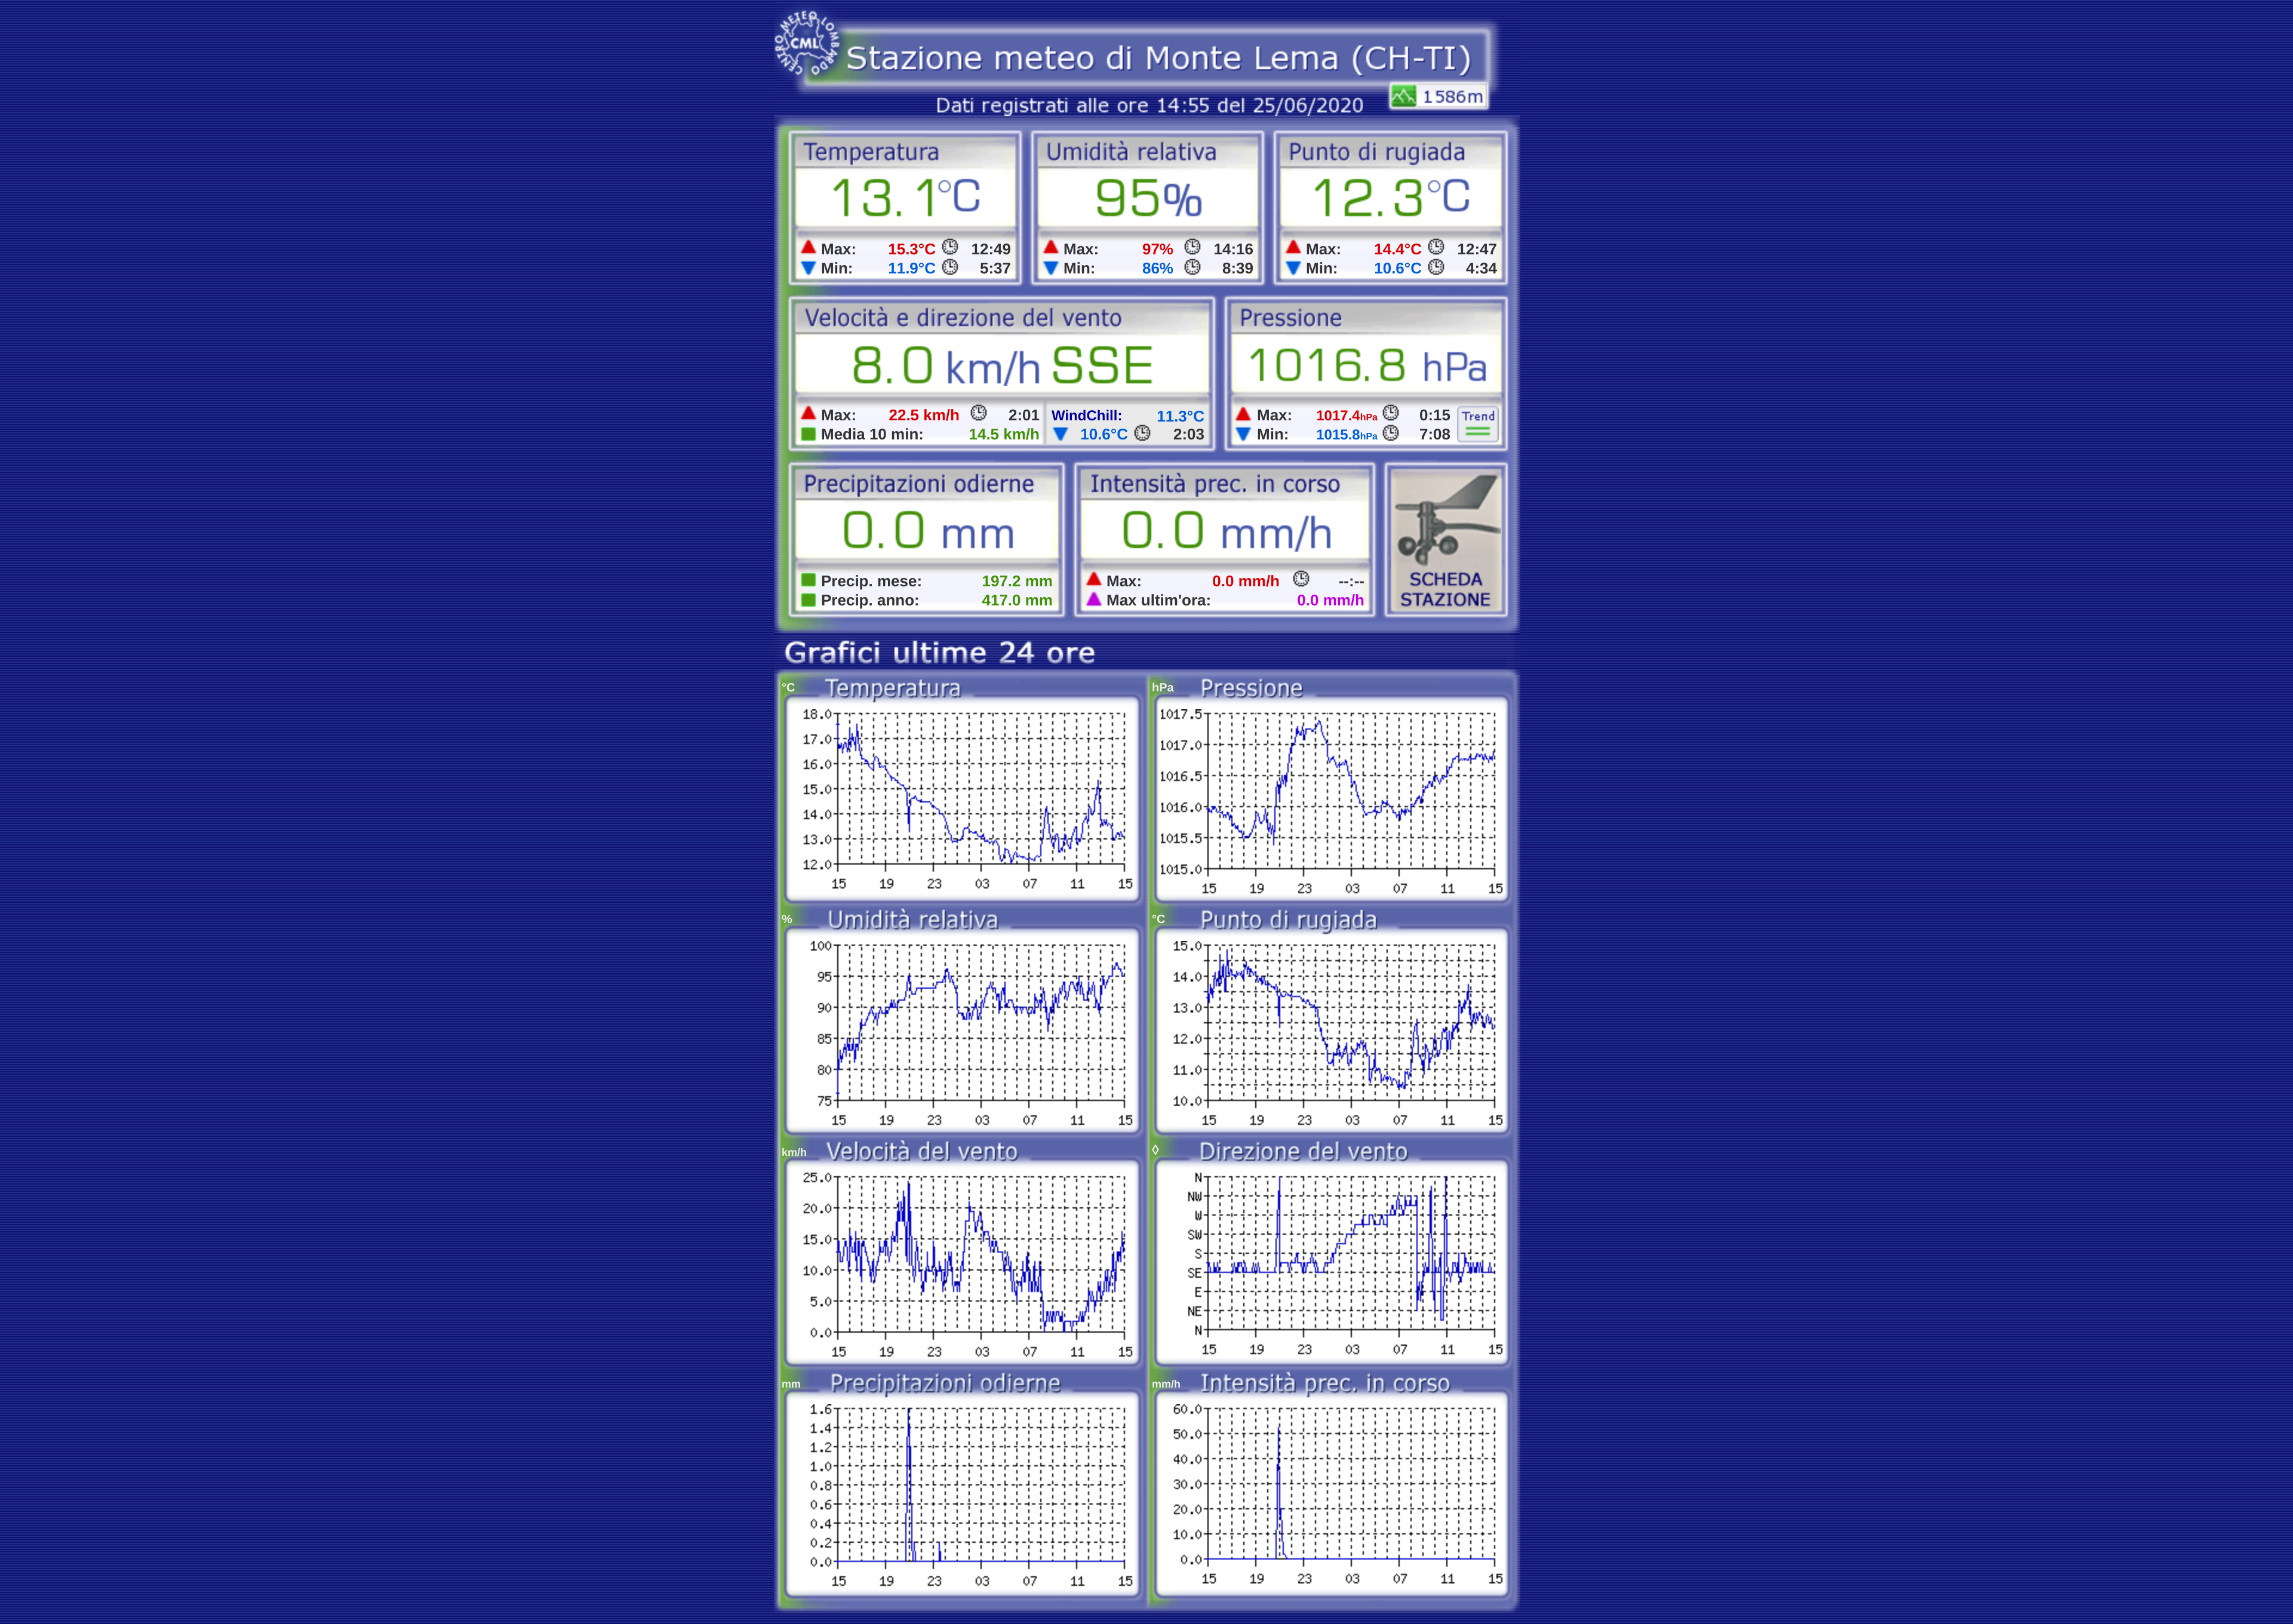 CENTRO METEO LOMBARDO
CML
Stazione meteo di Monte Lema (CH-TI)
1586m
Dati registrati alle ore 14:55 del 25/06/2020
Temperatura
13.1°C
Max: 15.3°C 12:49
Min: 11.9°C 5:37
Umidità relativa
95%
Max: 97% 14:16
Min: 86% 8:39
Punto di rugiada
12.3°C
Max: 14.4°C 12:47
Min: 10.6°C 4:34
Velocità e direzione del vento
8.0 km/h SSE
Max: 22.5 km/h 2:01
Media 10 min: 14.5 km/h
WindChill: 11.3°C
10.6°C 2:03
Pressione
1016.8 hPa
Max: 1017.4hPa 0:15
Min: 1015.8hPa 7:08
Trend
Precipitazioni odierne
0.0 mm
Precip. mese: 197.2 mm
Precip. anno: 417.0 mm
Intensità prec. in corso
0.0 mm/h
Max: 0.0 mm/h --:--
Max ultim'ora: 0.0 mm/h
SCHEDA
STAZIONE
Grafici ultime 24 ore
°C Temperatura
18.0
17.0
16.0
15.0
14.0
13.0
12.0
15 19 23 03 07 11 15
hPa Pressione
1017.5
1017.0
1016.5
1016.0
1015.5
1015.0
15 19 23 03 07 11 15
% Umidità relativa
100
95
90
85
80
75
15 19 23 03 07 11 15
°C Punto di rugiada
15.0
14.0
13.0
12.0
11.0
10.0
15 19 23 03 07 11 15
km/h Velocità del vento
25.0
20.0
15.0
10.0
5.0
0.0
15 19 23 03 07 11 15
◊ Direzione del vento
N
NW
W
SW
S
SE
E
NE
N
15 19 23 03 07 11 15
mm Precipitazioni odierne
1.6
1.4
1.2
1.0
0.8
0.6
0.4
0.2
0.0
15 19 23 03 07 11 15
mm/h Intensità prec. in corso
60.0
50.0
40.0
30.0
20.0
10.0
0.0
15 19 23 03 07 11 15